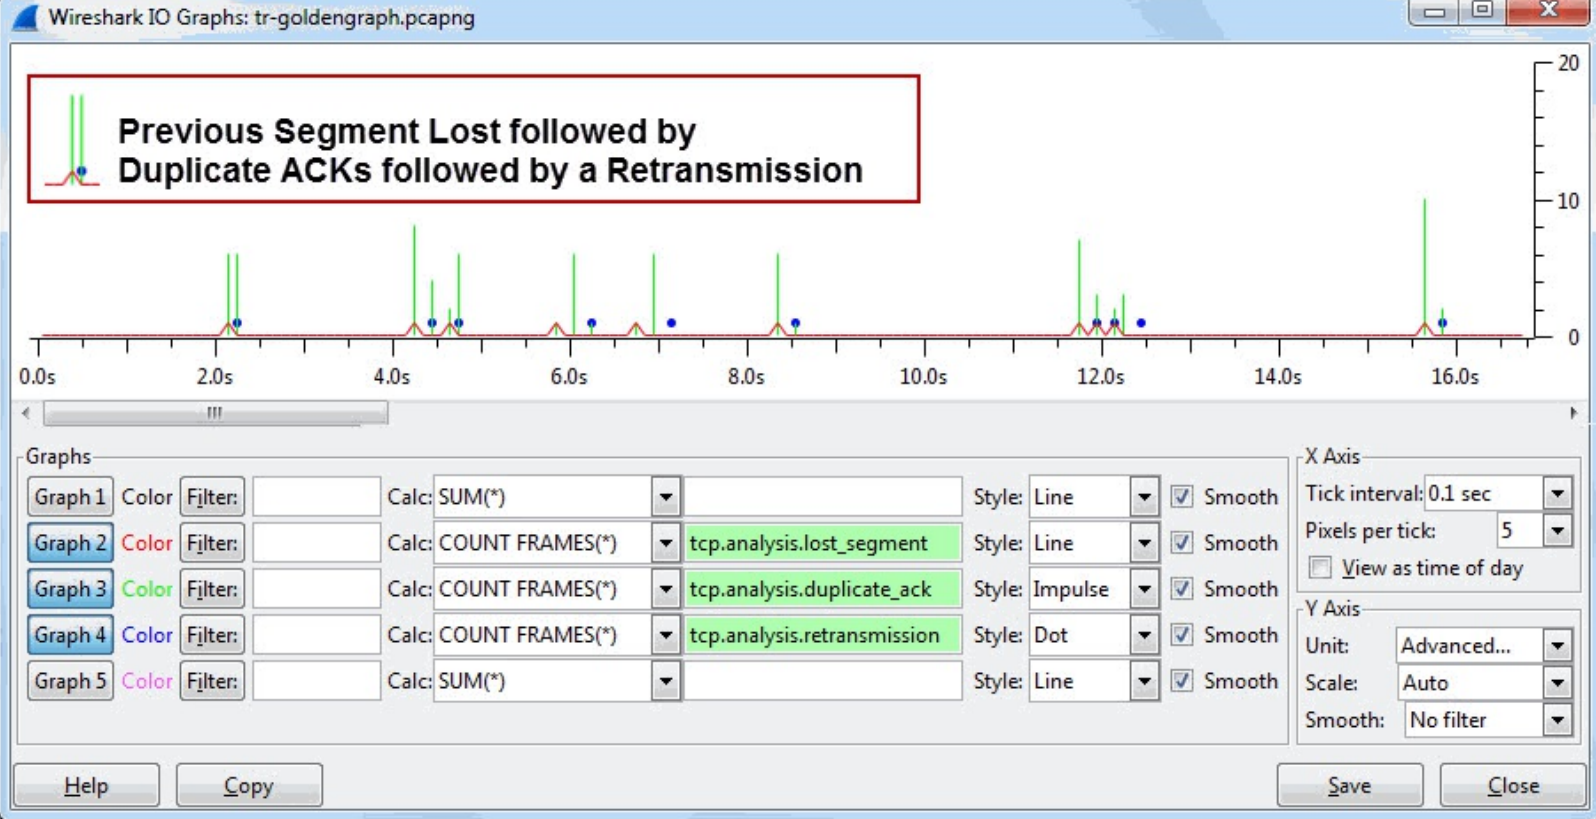 Wireshark IO Graphs: tr-goldengraph.pcapng
Previous Segment Lost followed by
Duplicate ACKs followed by a Retransmission
20
10
0
0.0s 2.0s 4.0s 6.0s 8.0s 10.0s 12.0s 14.0s 16.0s
Graphs
Graph 1 Color Filter: Calc: SUM(*) Style: Line Smooth
Graph 2 Color Filter: Calc: COUNT FRAMES(*) tcp.analysis.lost_segment Style: Line Smooth
Graph 3 Color Filter: Calc: COUNT FRAMES(*) tcp.analysis.duplicate_ack Style: Impulse Smooth
Graph 4 Color Filter: Calc: COUNT FRAMES(*) tcp.analysis.retransmission Style: Dot Smooth
Graph 5 Color Filter: Calc: SUM(*) Style: Line Smooth
X Axis
Tick interval: 0.1 sec
Pixels per tick: 5
View as time of day
Y Axis
Unit: Advanced...
Scale: Auto
Smooth: No filter
Help Copy Save Close